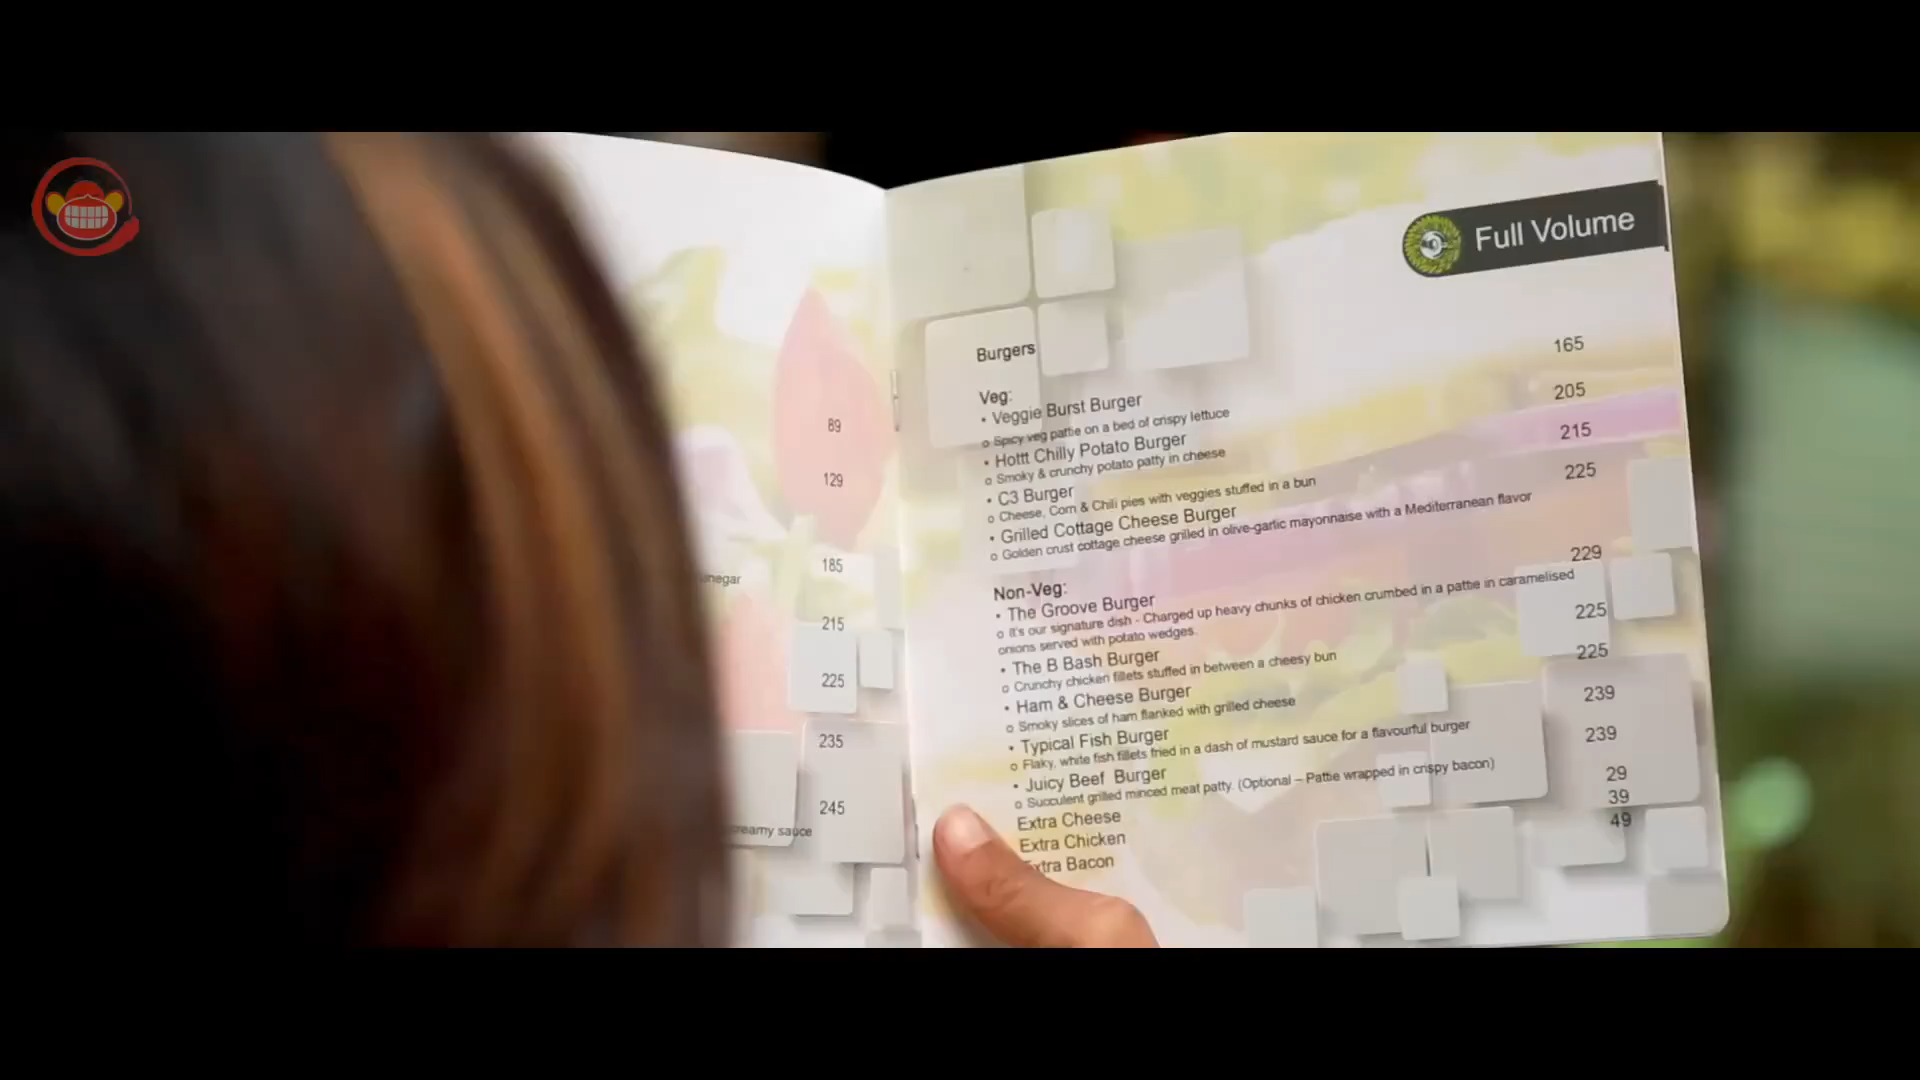 89
129
185
215
225
235
245
creamy sauce
Full Volume
Burgers
165
205
215
225
Veg:
• Veggie Burst Burger
o Spicy veg pattie on a bed of crispy lettuce
• Hottt Chilly Potato Burger
o Smoky & crunchy potato patty in cheese
• C3 Burger
o Cheese, Corn & Chili pies with veggies stuffed in a bun
• Grilled Cottage Cheese Burger
o Golden crust cottage cheese grilled in olive-garlic mayonnaise with a Mediterranean flavor
Non-Veg:
229
• The Groove Burger
o It's our signature dish - Charged up heavy chunks of chicken crumbed in a pattie in caramelised
onions served with potato wedges.
225
• The B Bash Burger
o Crunchy chicken fillets stuffed in between a cheesy bun
225
• Ham & Cheese Burger
o Smoky slices of ham flanked with grilled cheese
239
• Typical Fish Burger
o Flaky, white fish fillets fried in a dash of mustard sauce for a flavourful burger
239
• Juicy Beef Burger
o Succulent grilled minced meat patty. (Optional – Pattie wrapped in crispy bacon)
Extra Cheese 29
Extra Chicken 39
Extra Bacon 49